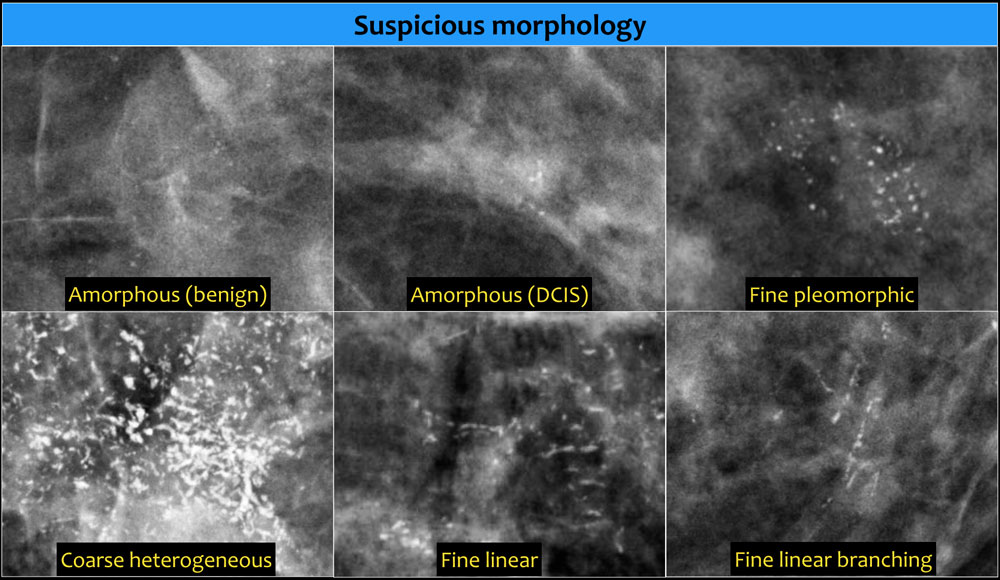 Suspicious morphology
Amorphous (benign)
Amorphous (DCIS)
Fine pleomorphic
Coarse heterogeneous
Fine linear
Fine linear branching